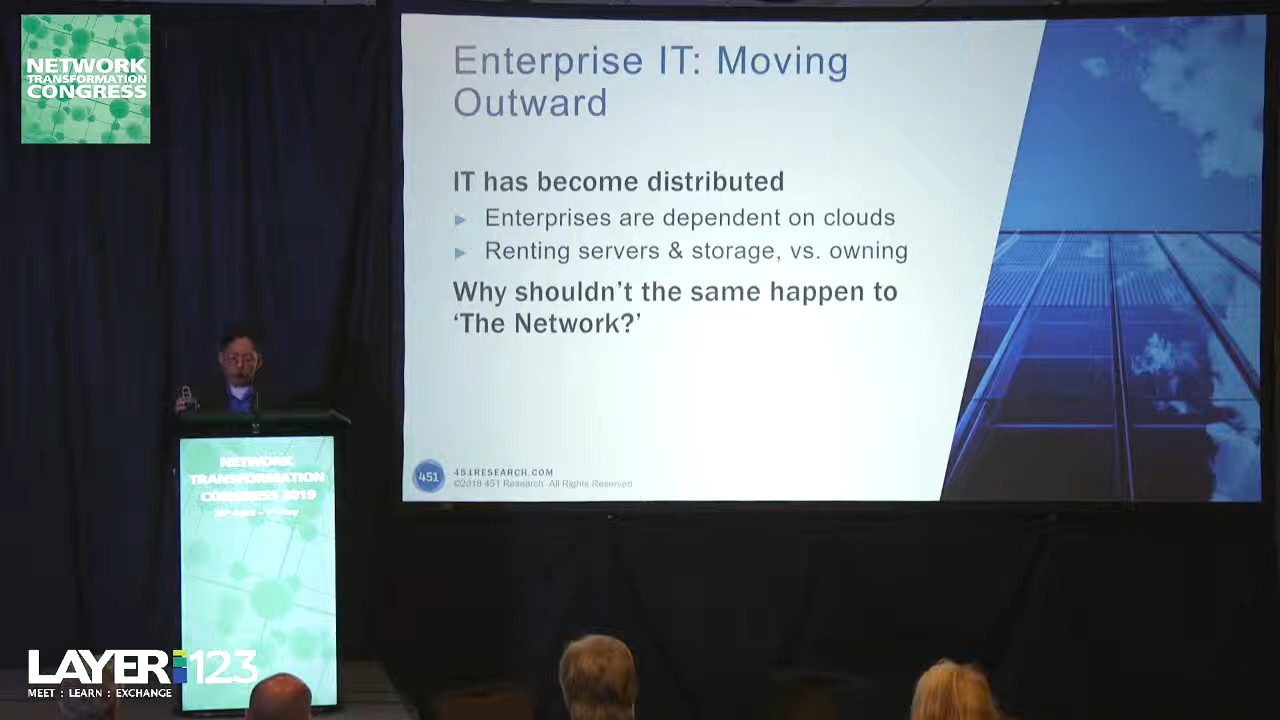 NETWORK
TRANSFORMATION
CONGRESS
Enterprise IT: Moving
Outward
IT has become distributed
► Enterprises are dependent on clouds
► Renting servers & storage, vs. owning
Why shouldn’t the same happen to
‘The Network?’
451
451RESEARCH.COM
©2018 451 Research. All Rights Reserved
NETWORK
TRANSFORMATION
CONGRESS 2019
LAYER123
MEET : LEARN : EXCHANGE